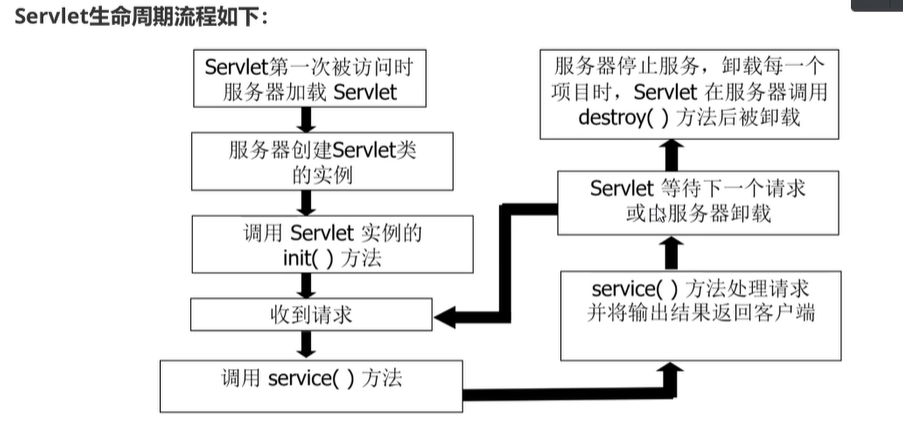 Servlet生命周期流程如下：
Servlet第一次被访问时
服务器加载 Servlet
服务器创建Servlet类
的实例
调用 Servlet 实例的
init( ) 方法
收到请求
调用 service( ) 方法
service( ) 方法处理请求
并将输出结果返回客户端
Servlet 等待下一个请求
或由服务器卸载
服务器停止服务，卸载每一个
项目时，Servlet 在服务器调用
destroy( ) 方法后被卸载